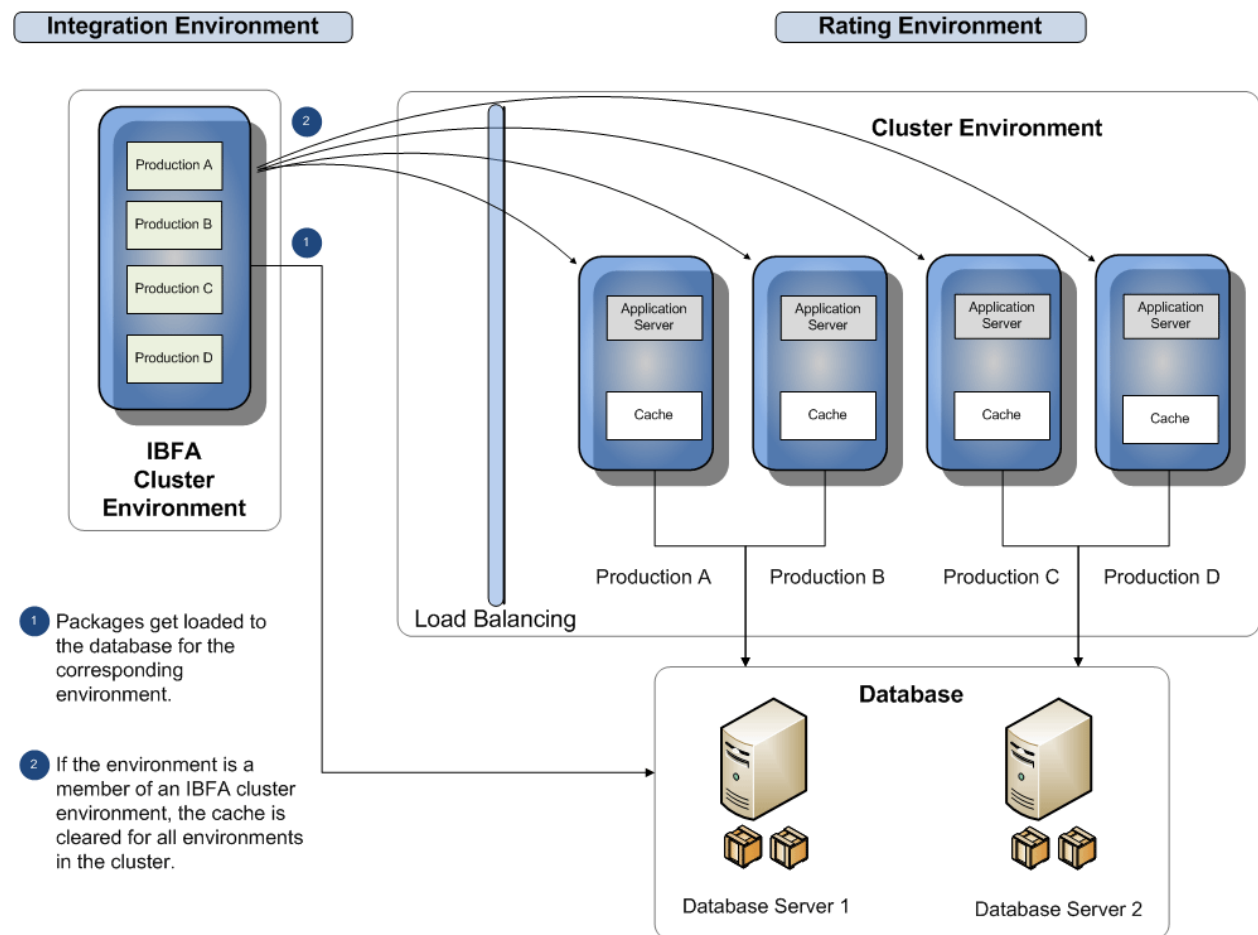 Integration Environment
Rating Environment
2
Cluster Environment
Production A
Production B
Production C
Production D
1
IBFA
Cluster
Environment
Application
Server
Cache
Application
Server
Cache
Application
Server
Cache
Application
Server
Cache
Production A
Production B
Production C
Production D
Load Balancing
1
Packages get loaded to
the database for the
corresponding
environment.
2
If the environment is a
member of an IBFA cluster
environment, the cache is
cleared for all environments
in the cluster.
Database
Database Server 1
Database Server 2